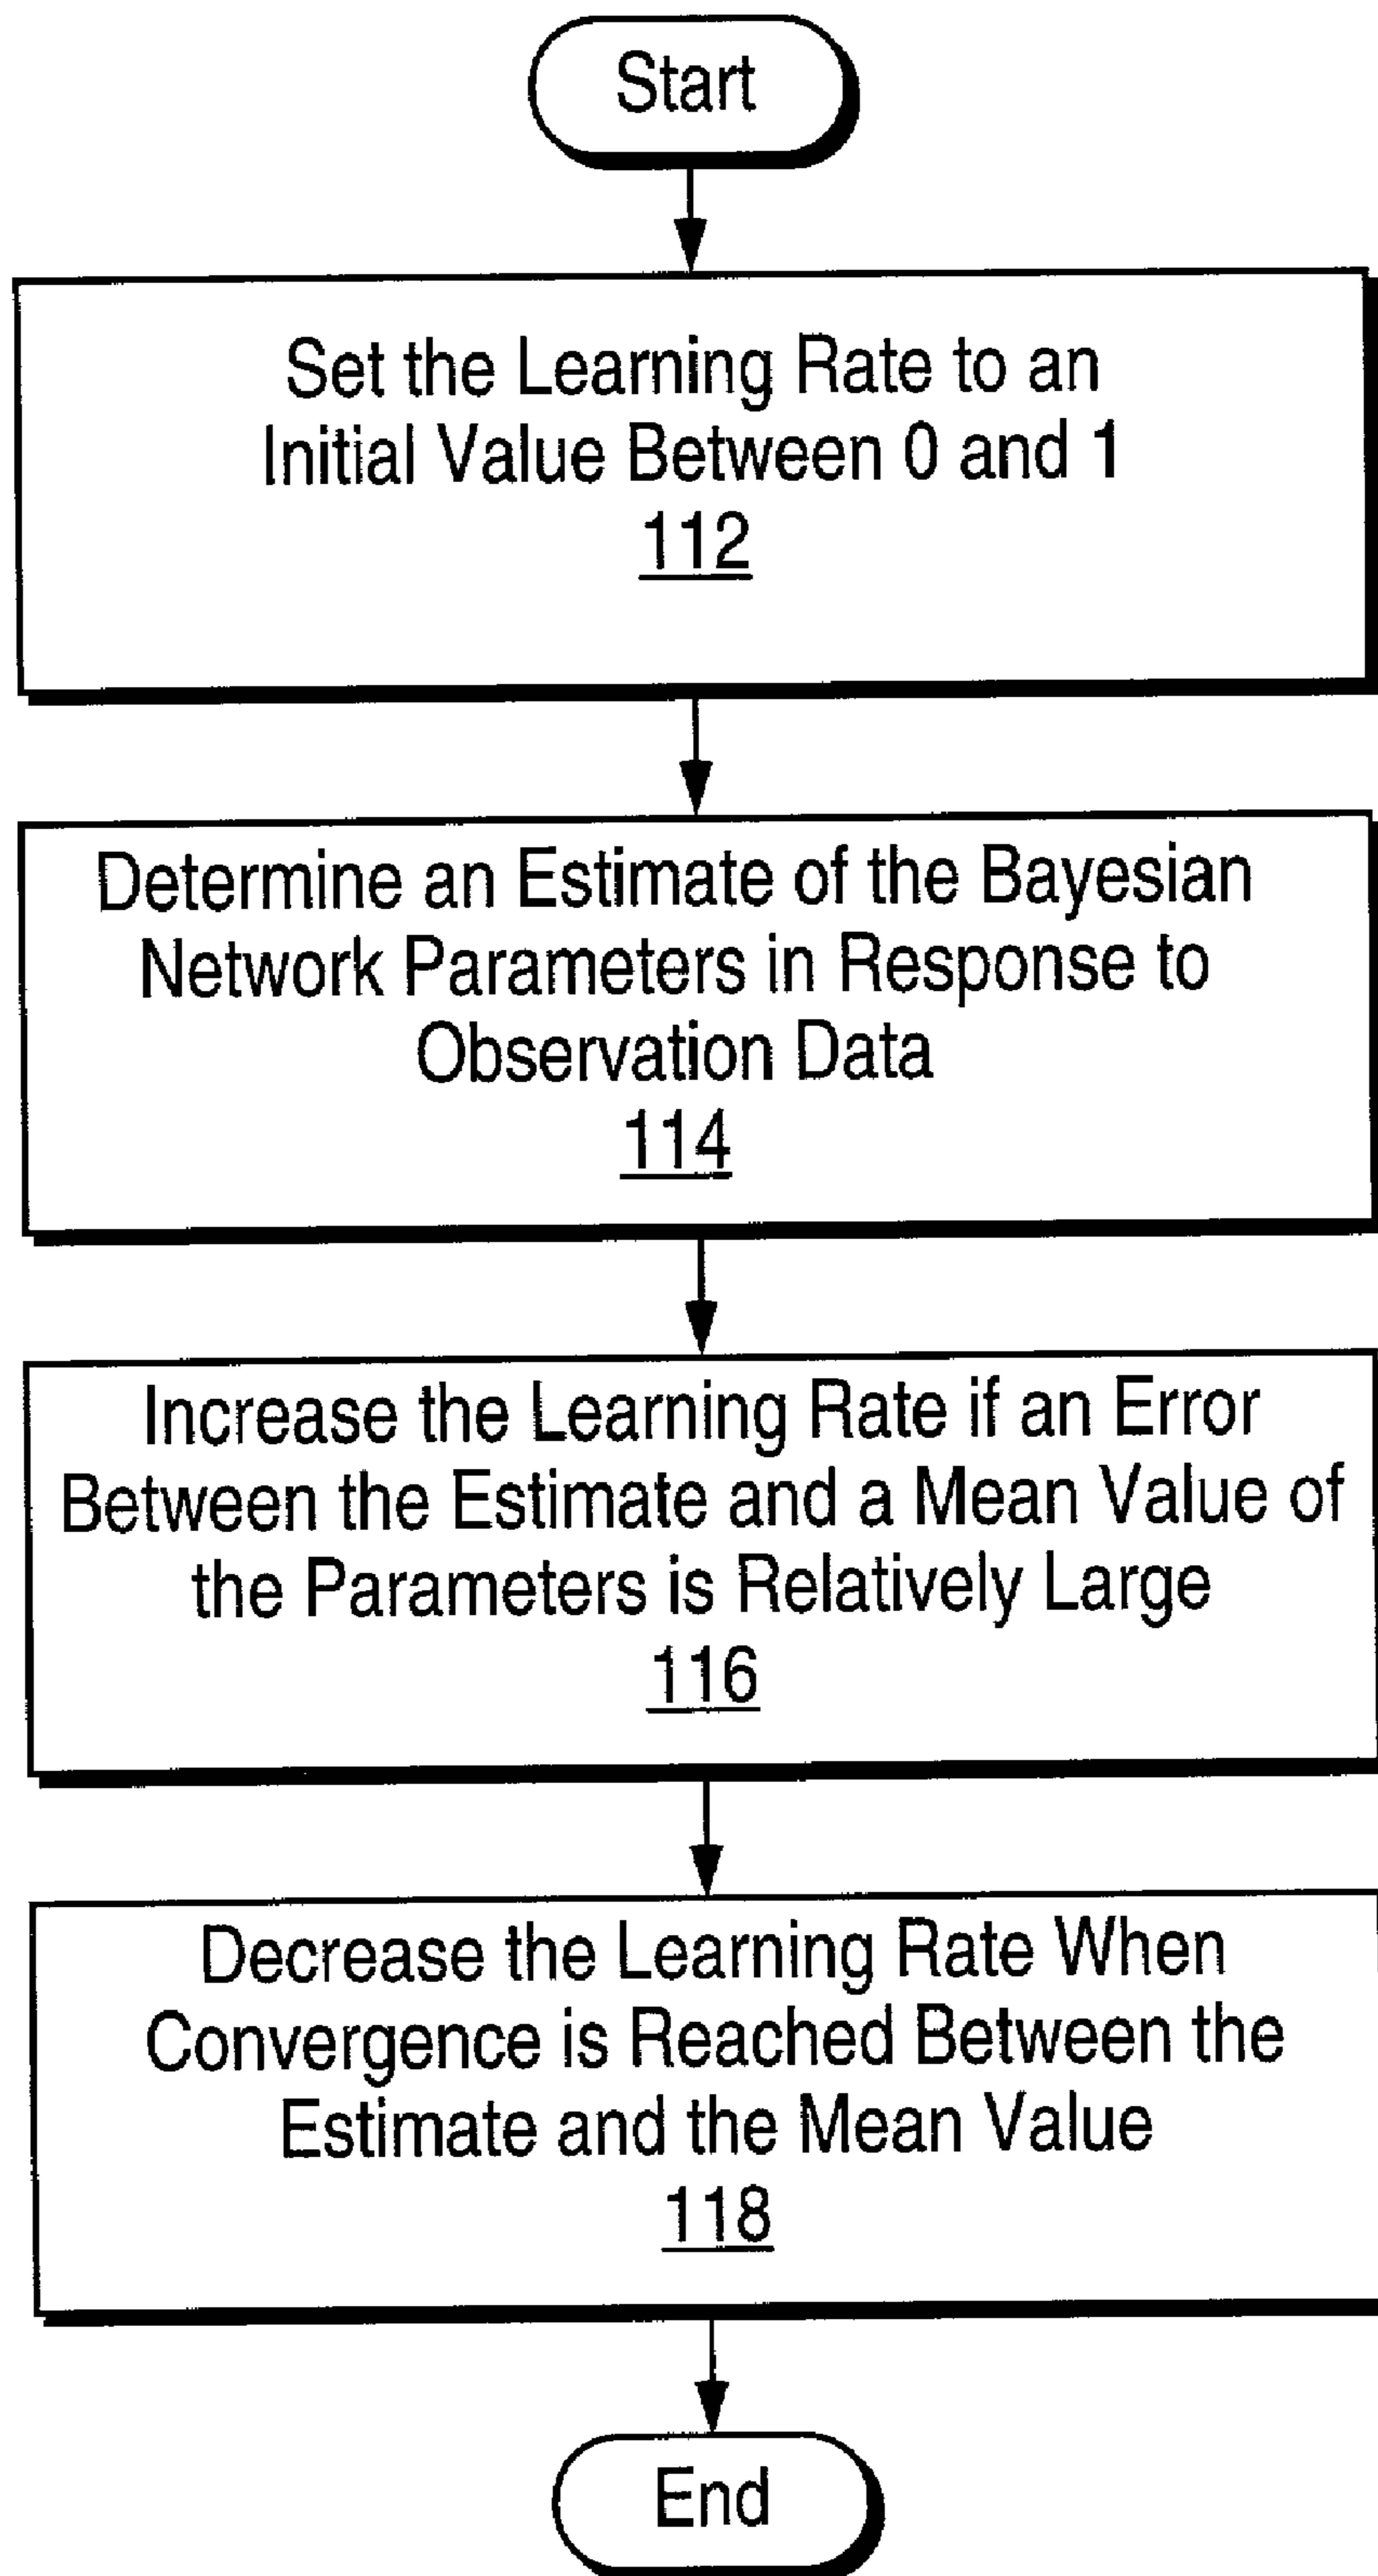 Start
Set the Learning Rate to an
Initial Value Between 0 and 1
112
Determine an Estimate of the Bayesian
Network Parameters in Response to
Observation Data
114
Increase the Learning Rate if an Error
Between the Estimate and a Mean Value of
the Parameters is Relatively Large
116
Decrease the Learning Rate When
Convergence is Reached Between the
Estimate and the Mean Value
118
End